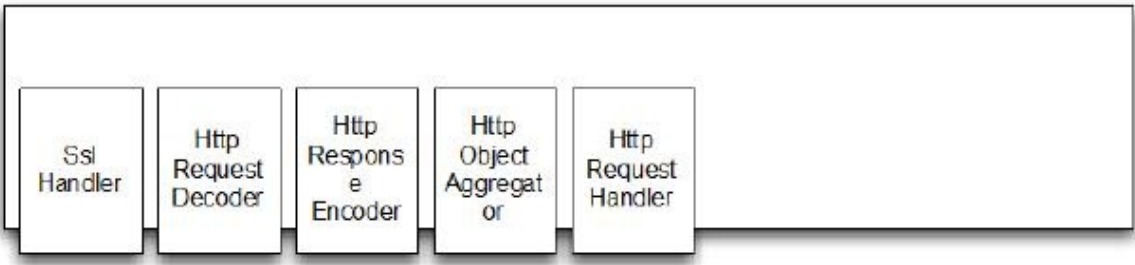 Ssl
Handler
Http
Request
Decoder
Http
Respons
e
Encoder
Http
Object
Aggregat
or
Http
Request
Handler